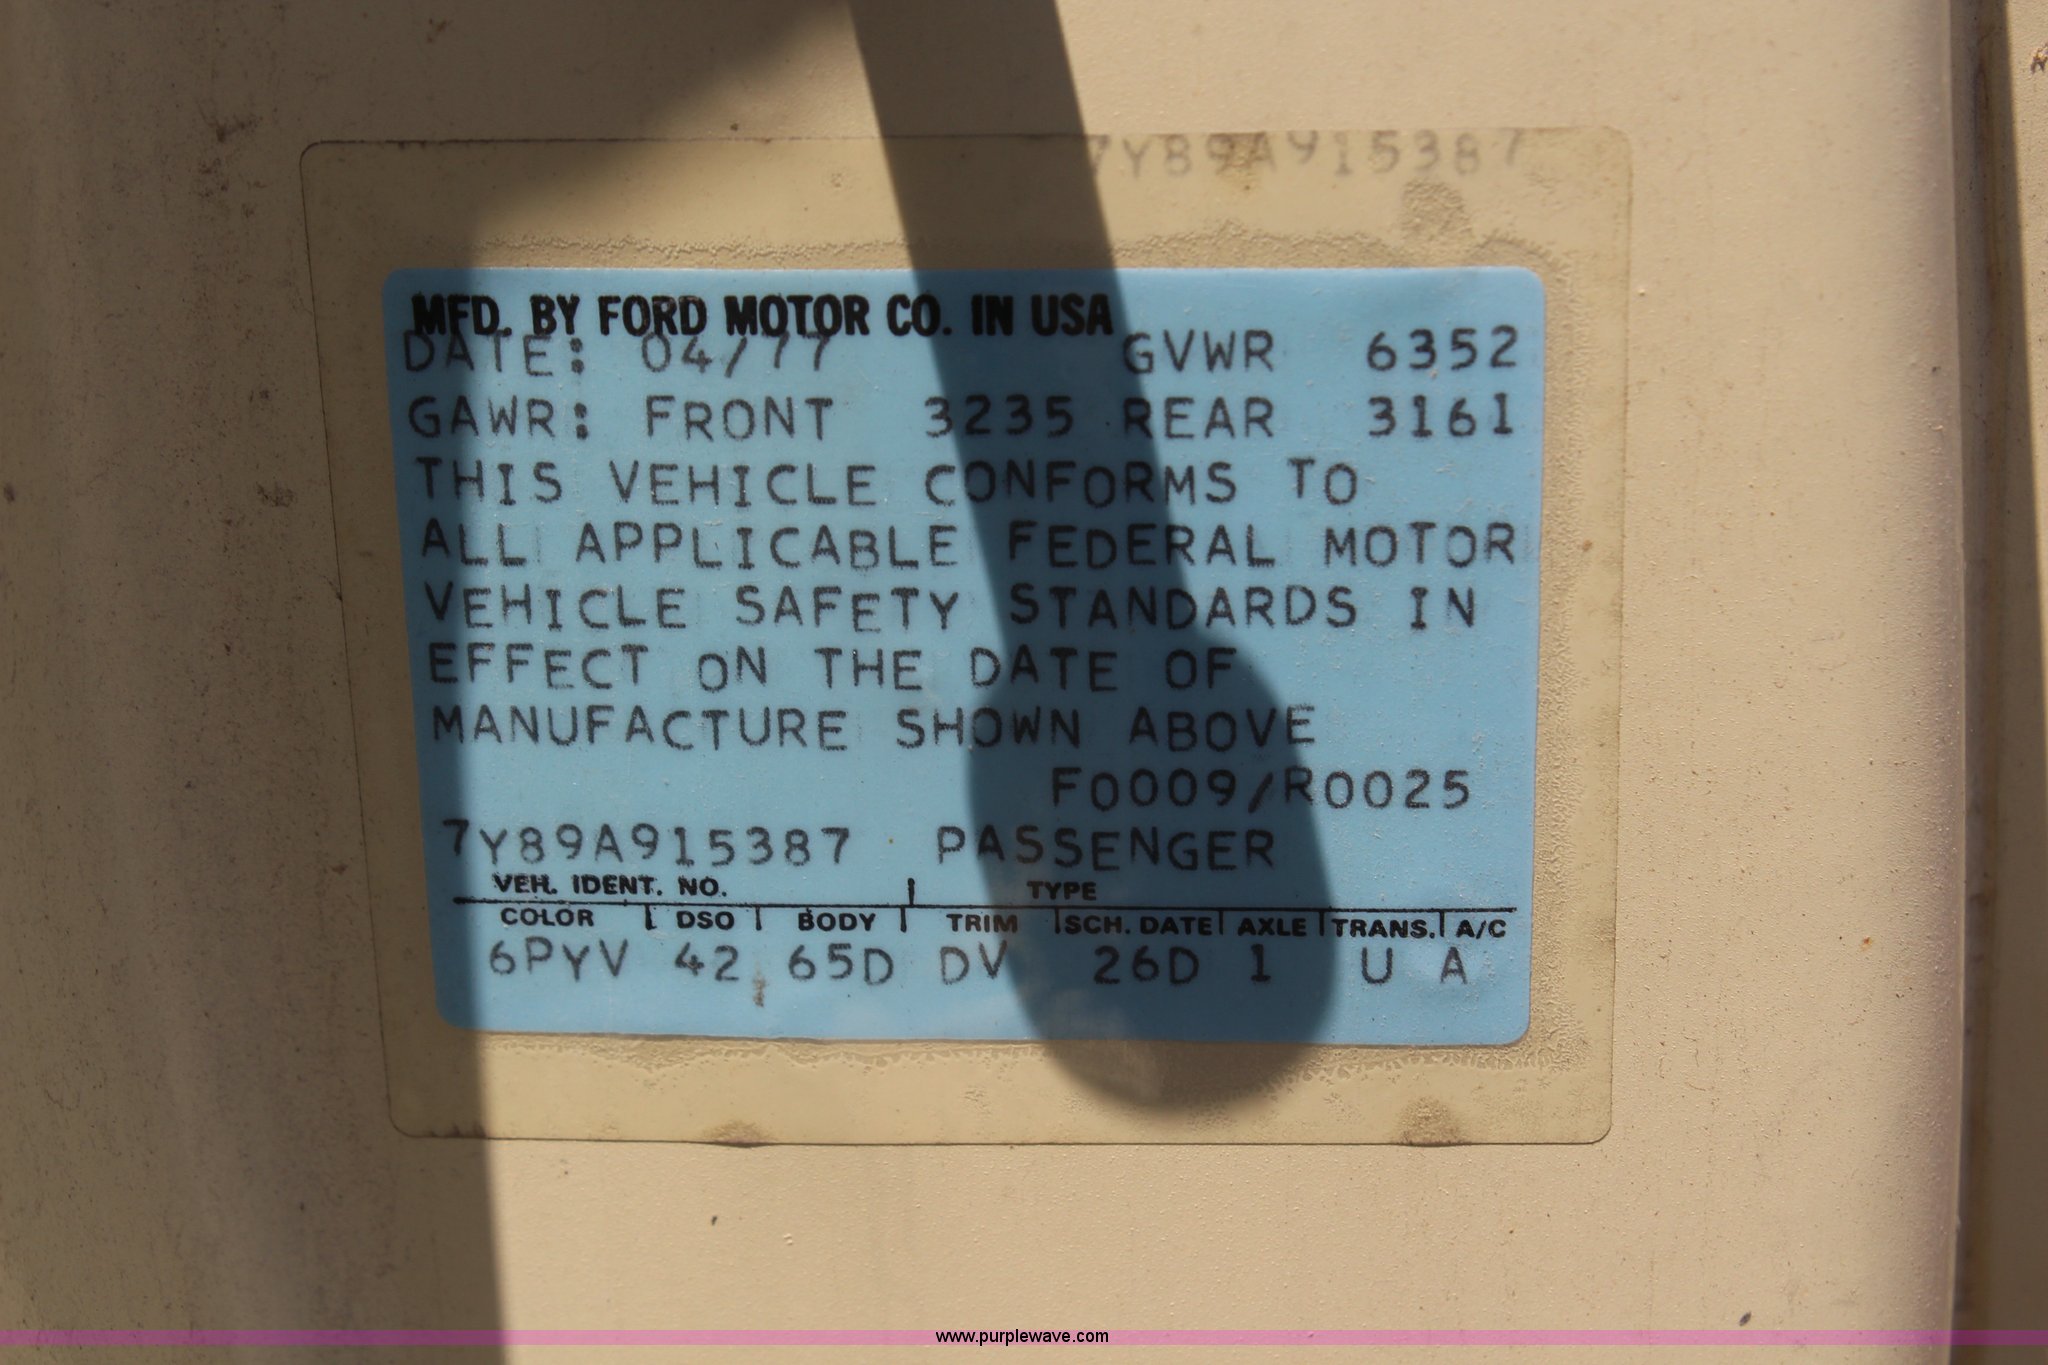 7Y89A915387
MFD. BY FORD MOTOR CO. IN USA
DATE: 04/77 GVWR 6352
GAWR: FRONT 3235 REAR 3161
THIS VEHICLE CONFORMS TO
ALL APPLICABLE FEDERAL MOTOR
VEHICLE SAFETY STANDARDS IN
EFFECT ON THE DATE OF
MANUFACTURE SHOWN ABOVE
F0009/R0025
7Y89A915387 PASSENGER
VEH. IDENT. NO. TYPE
COLOR DSO BODY TRIM SCH. DATE AXLE TRANS. A/C
6PYV 42 65D DV 26D 1 U A
www.purplewave.com